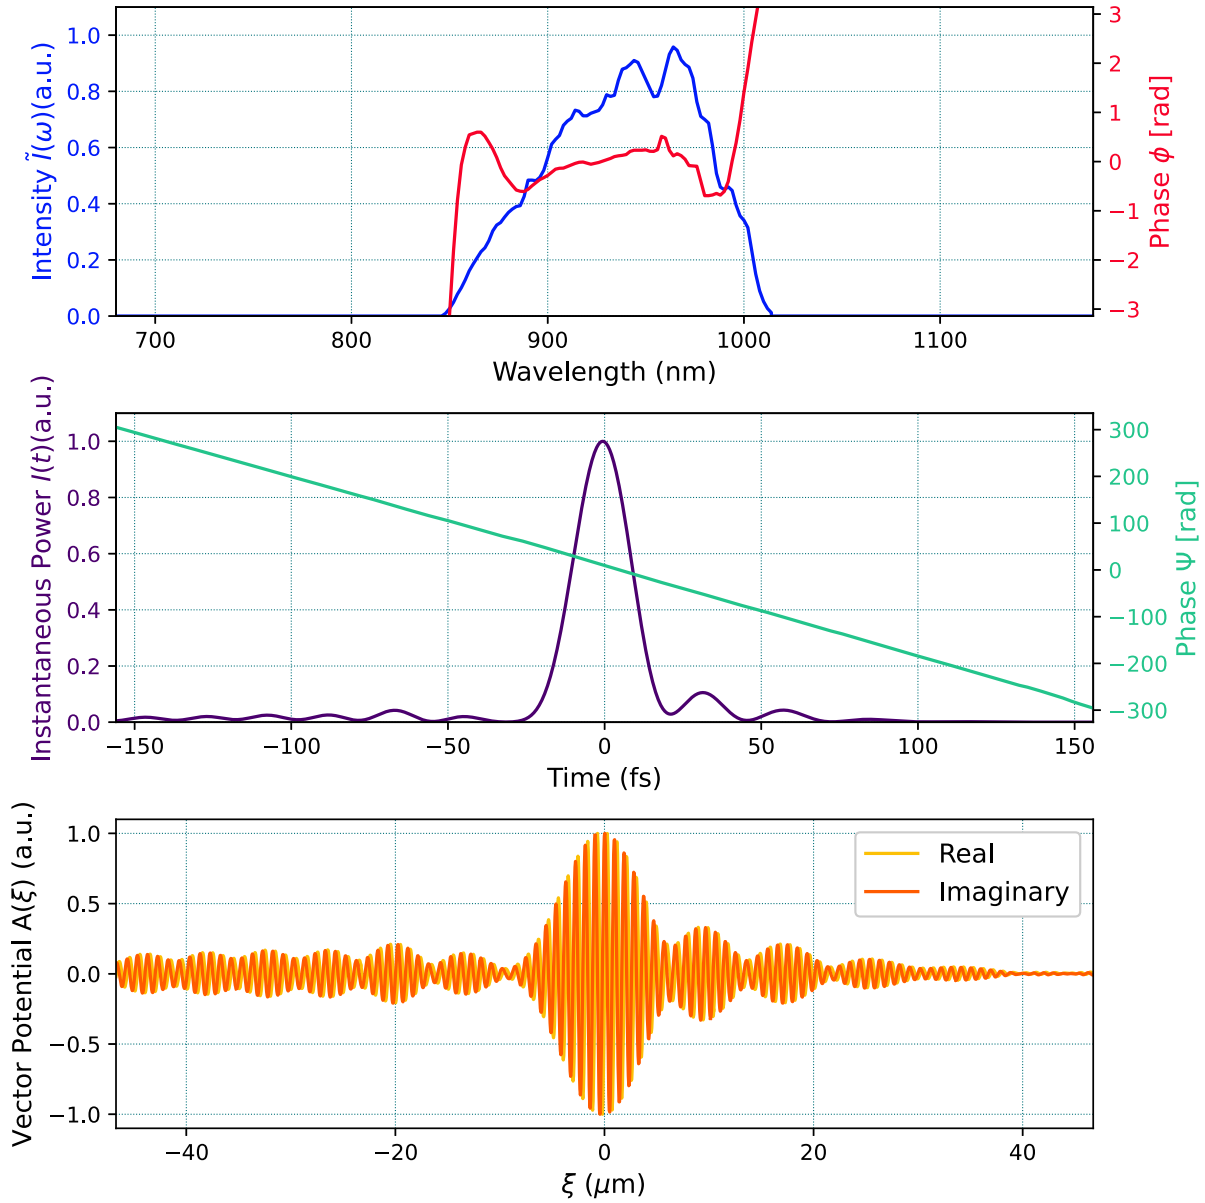 Intensity J̃(ω)(a.u.)
1.0
0.8
0.6
0.4
0.2
0.0
3
2
1
0
−1
−2
−3
Phase ϕ [rad]
700 800 900 1000 1100
Wavelength (nm)
Instantaneous Power I(t)(a.u.)
1.0
0.8
0.6
0.4
0.2
0.0
300
200
100
0
−100
−200
−300
Phase Ψ [rad]
−150 −100 −50 0 50 100 150
Time (fs)
Vector Potential A(ξ) (a.u.)
1.0
0.5
0.0
−0.5
−1.0
Real
Imaginary
−40 −20 0 20 40
ξ (μm)